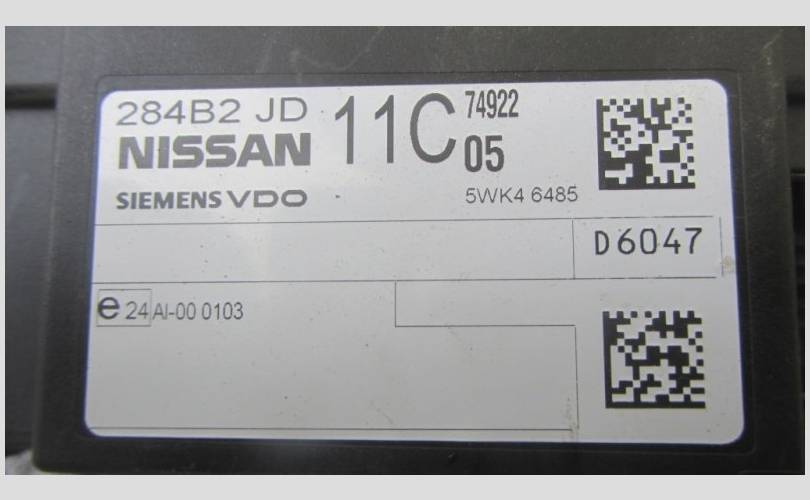 284B2 JD 11C 74922
NISSAN 05
SIEMENS VDO 5WK4 6485
D6047
e 24 AI-00 0103